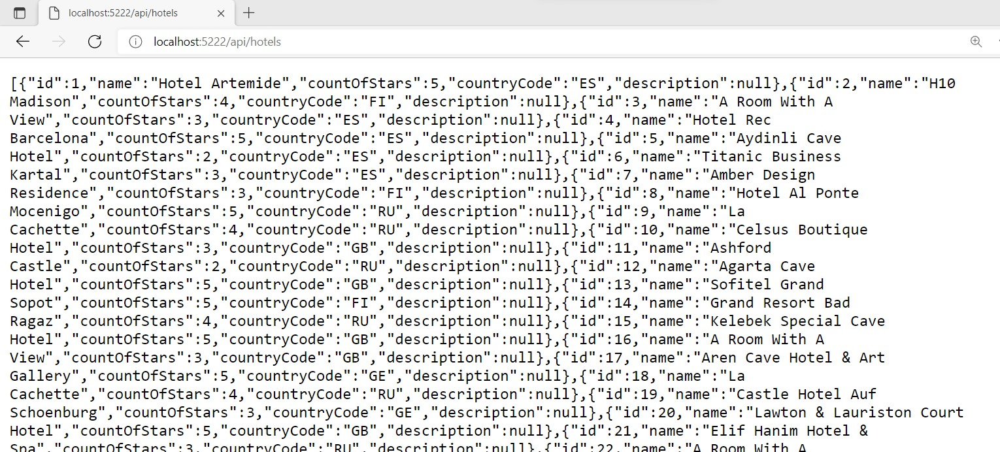 localhost:5222/api/hotels
localhost:5222/api/hotels
[{"id":1,"name":"Hotel Artemide","countOfStars":5,"countryCode":"ES","description":null},{"id":2,"name":"H10
Madison","countOfStars":4,"countryCode":"FI","description":null},{"id":3,"name":"A Room With A
View","countOfStars":3,"countryCode":"ES","description":null},{"id":4,"name":"Hotel Rec
Barcelona","countOfStars":5,"countryCode":"ES","description":null},{"id":5,"name":"Aydinli Cave
Hotel","countOfStars":2,"countryCode":"ES","description":null},{"id":6,"name":"Titanic Business
Kartal","countOfStars":3,"countryCode":"ES","description":null},{"id":7,"name":"Amber Design
Residence","countOfStars":3,"countryCode":"FI","description":null},{"id":8,"name":"Hotel Al Ponte
Mocenigo","countOfStars":5,"countryCode":"RU","description":null},{"id":9,"name":"La
Cachette","countOfStars":4,"countryCode":"RU","description":null},{"id":10,"name":"Celsus Boutique
Hotel","countOfStars":3,"countryCode":"GB","description":null},{"id":11,"name":"Ashford
Castle","countOfStars":2,"countryCode":"RU","description":null},{"id":12,"name":"Agarta Cave
Hotel","countOfStars":5,"countryCode":"GB","description":null},{"id":13,"name":"Sofitel Grand
Sopot","countOfStars":5,"countryCode":"FI","description":null},{"id":14,"name":"Grand Resort Bad
Ragaz","countOfStars":4,"countryCode":"RU","description":null},{"id":15,"name":"Kelebek Special Cave
Hotel","countOfStars":5,"countryCode":"GB","description":null},{"id":16,"name":"A Room With A
View","countOfStars":3,"countryCode":"GB","description":null},{"id":17,"name":"Aren Cave Hotel & Art
Gallery","countOfStars":5,"countryCode":"GE","description":null},{"id":18,"name":"La
Cachette","countOfStars":4,"countryCode":"RU","description":null},{"id":19,"name":"Castle Hotel Auf
Schoenburg","countOfStars":3,"countryCode":"GE","description":null},{"id":20,"name":"Lawton & Lauriston Court
Hotel","countOfStars":5,"countryCode":"GB","description":null},{"id":21,"name":"Elif Hanim Hotel &
Spa","countOfStars":3,"countryCode":"RU","description":null},{"id":22,"name":"A Room With A